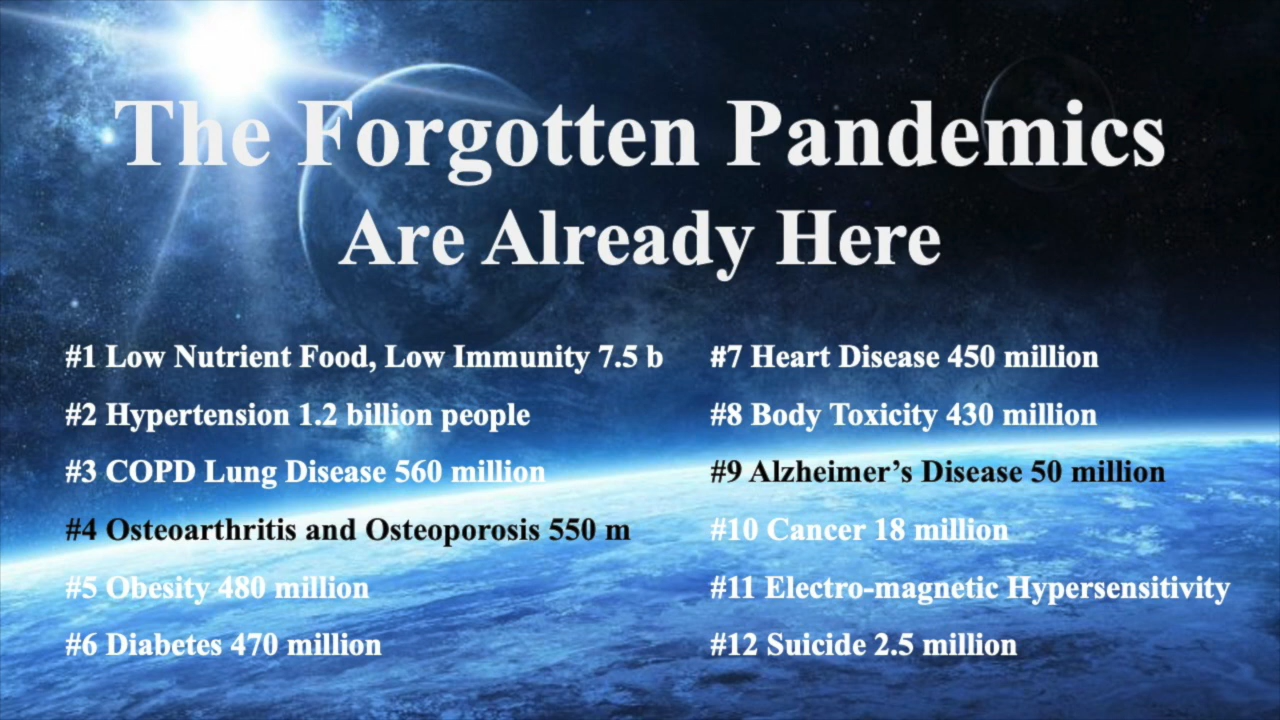 The Forgotten Pandemics
Are Already Here
#1 Low Nutrient Food, Low Immunity 7.5 b
#2 Hypertension 1.2 billion people
#3 COPD Lung Disease 560 million
#4 Osteoarthritis and Osteoporosis 550 m
#5 Obesity 480 million
#6 Diabetes 470 million
#7 Heart Disease 450 million
#8 Body Toxicity 430 million
#9 Alzheimer’s Disease 50 million
#10 Cancer 18 million
#11 Electro-magnetic Hypersensitivity
#12 Suicide 2.5 million